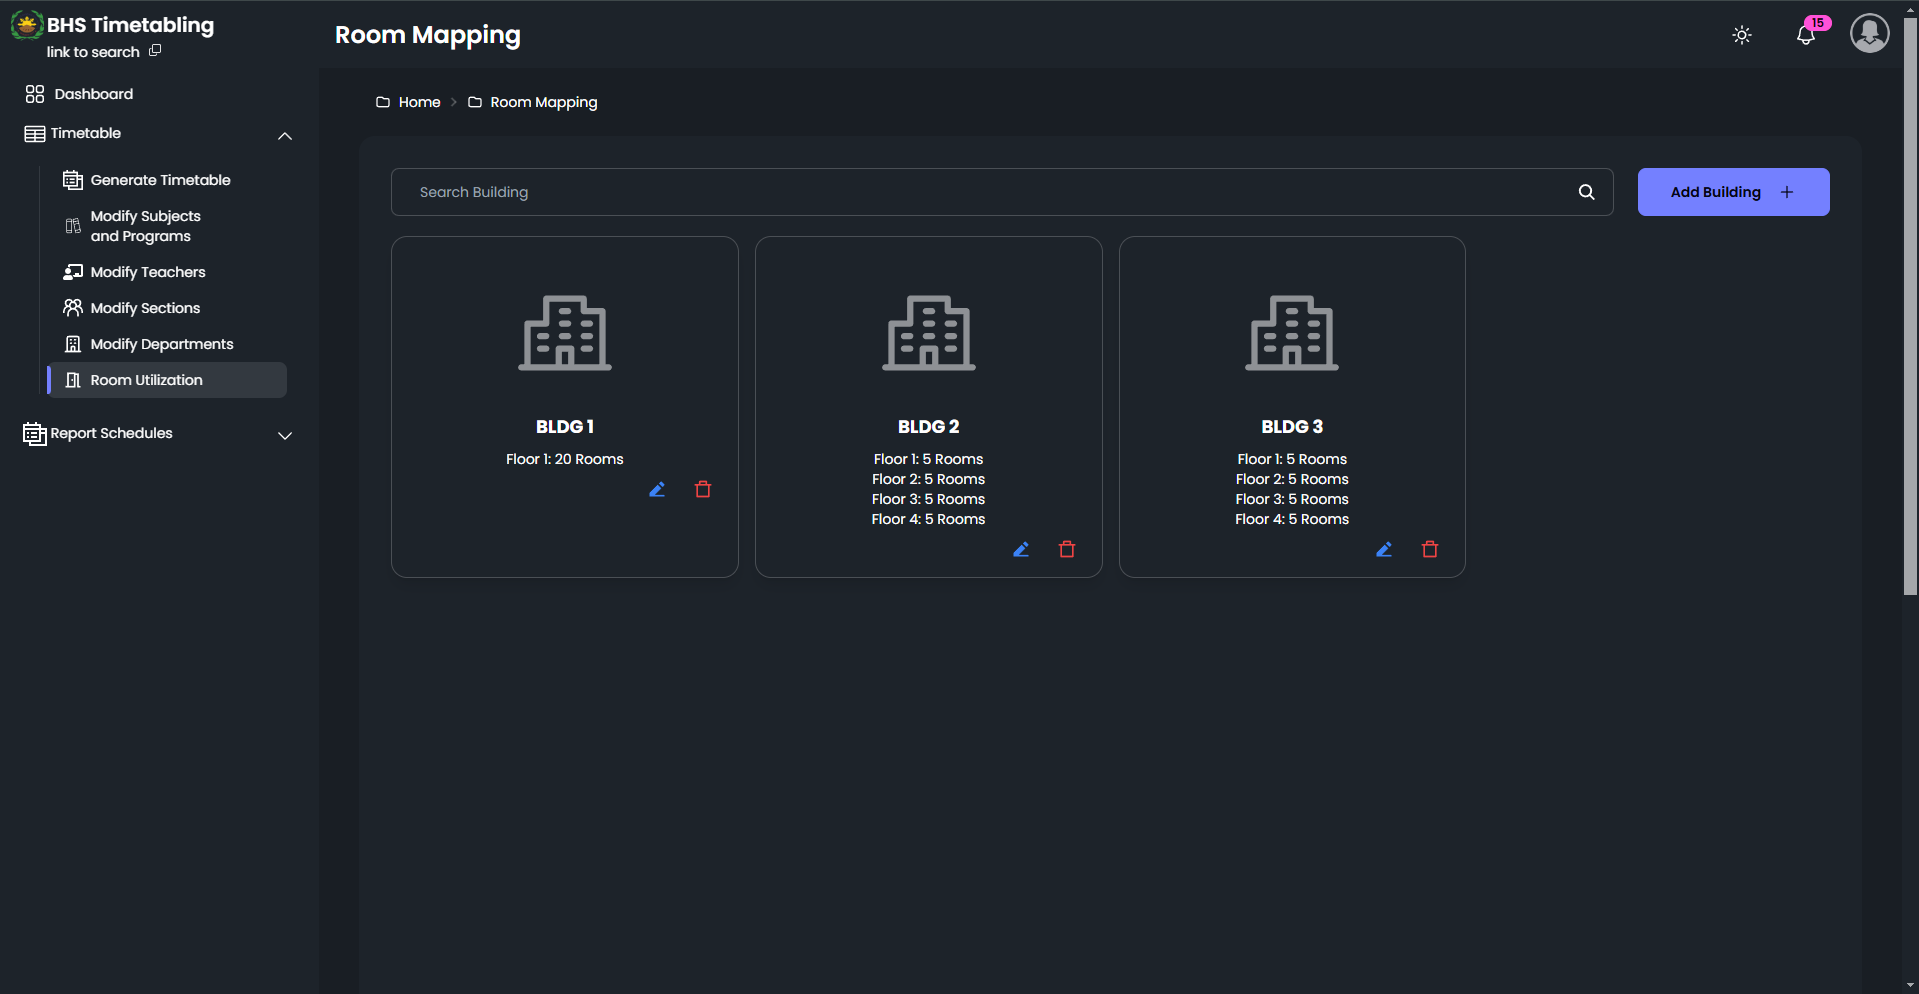 BHS Timetabling
link to search
Dashboard
Timetable
Generate Timetable
Modify Subjects
and Programs
Modify Teachers
Modify Sections
Modify Departments
Room Utilization
Report Schedules
Room Mapping
15
Home
Room Mapping
Search Building
Add Building
BLDG 1
Floor 1: 20 Rooms
BLDG 2
Floor 1: 5 Rooms
Floor 2: 5 Rooms
Floor 3: 5 Rooms
Floor 4: 5 Rooms
BLDG 3
Floor 1: 5 Rooms
Floor 2: 5 Rooms
Floor 3: 5 Rooms
Floor 4: 5 Rooms